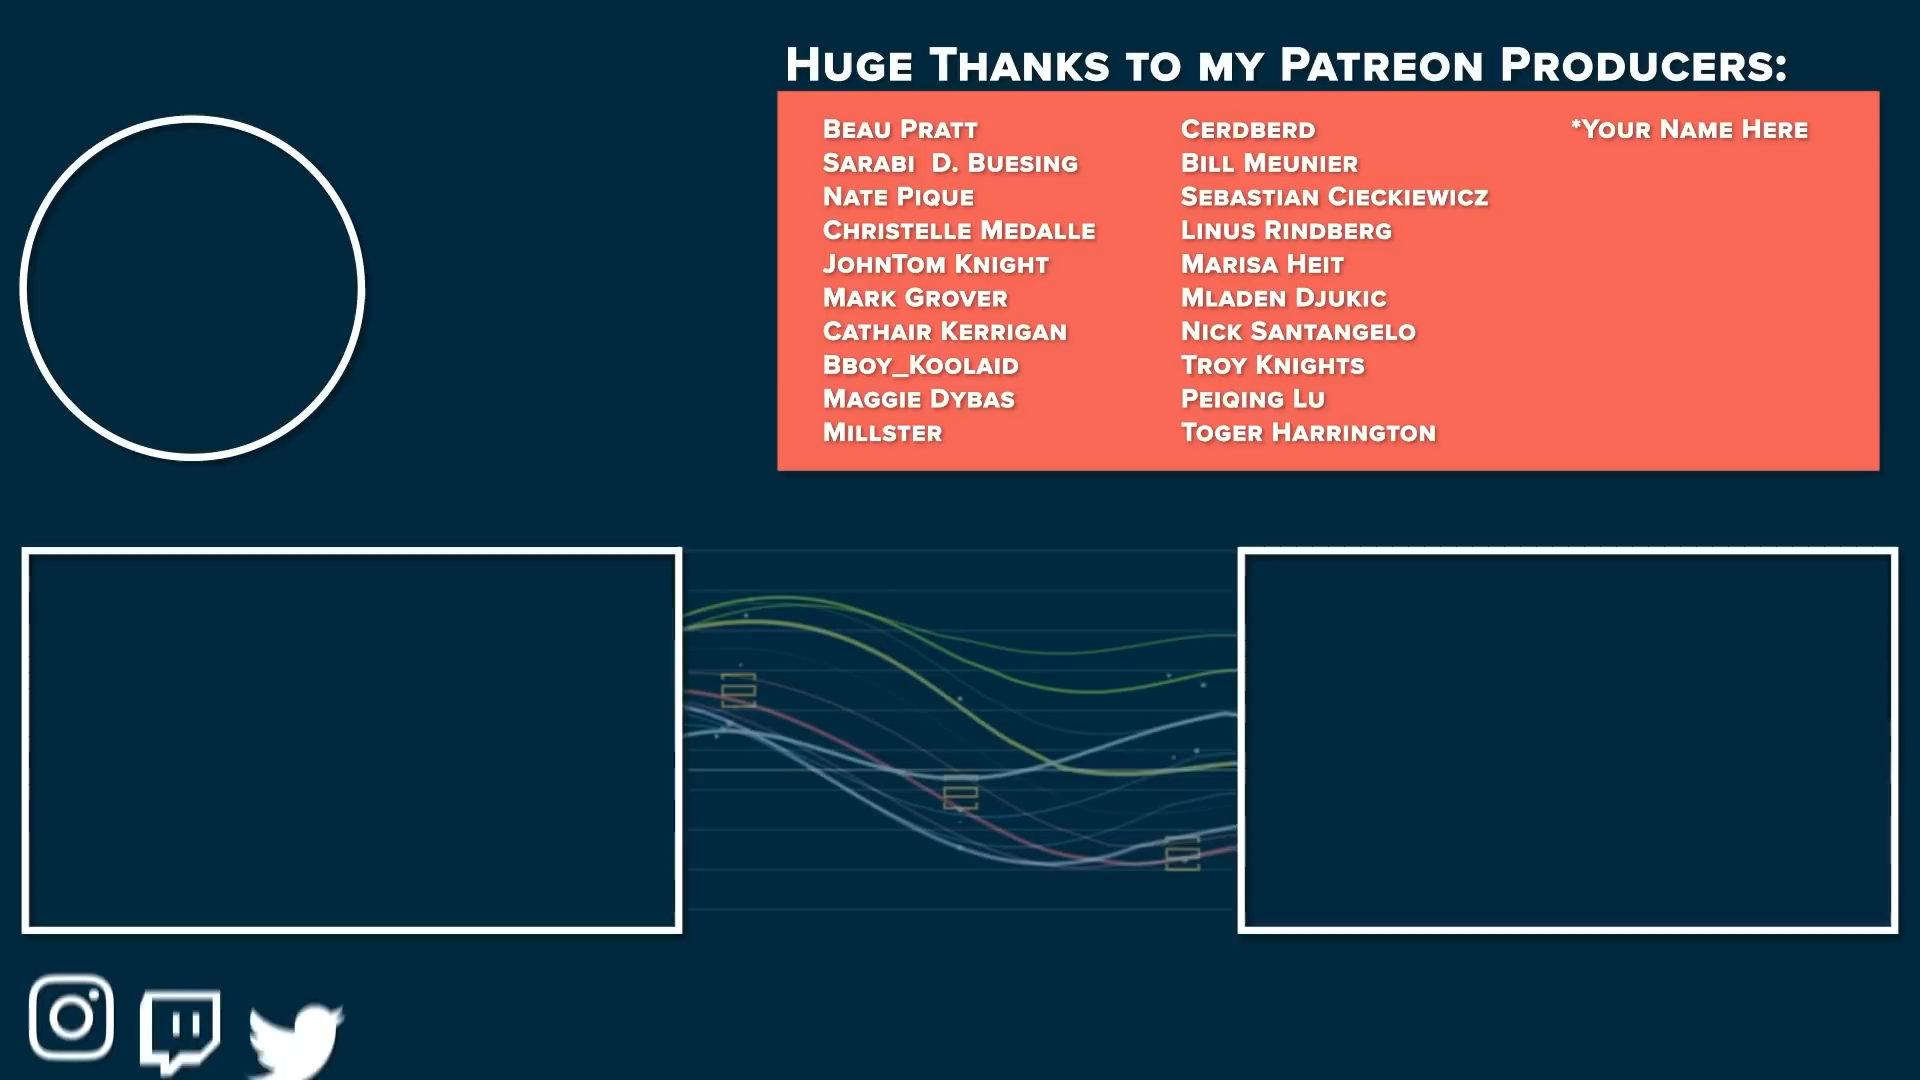 Huge Thanks to my Patreon Producers:
Beau Pratt
Sarabi D. Buesing
Nate Pique
Christelle Medalle
JohnTom Knight
Mark Grover
Cathair Kerrigan
Bboy_Koolaid
Maggie Dybas
Millster
Cerdberd
Bill Meunier
Sebastian Cieckiewicz
Linus Rindberg
Marisa Heit
Mladen Djukic
Nick Santangelo
Troy Knights
Peiqing Lu
Toger Harrington
*Your Name Here